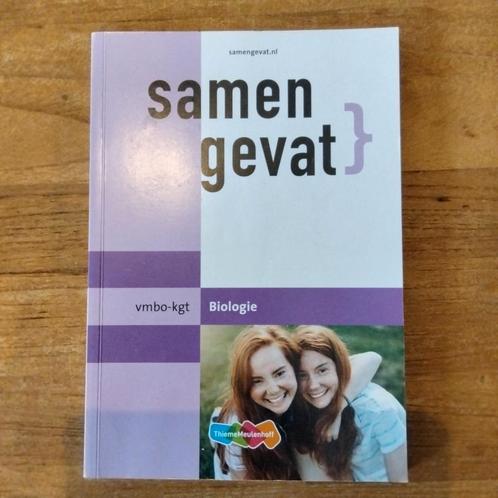 samengevat.nl
samen
gevat}
vmbo-kgt Biologie
ThiemeMeulenhoff